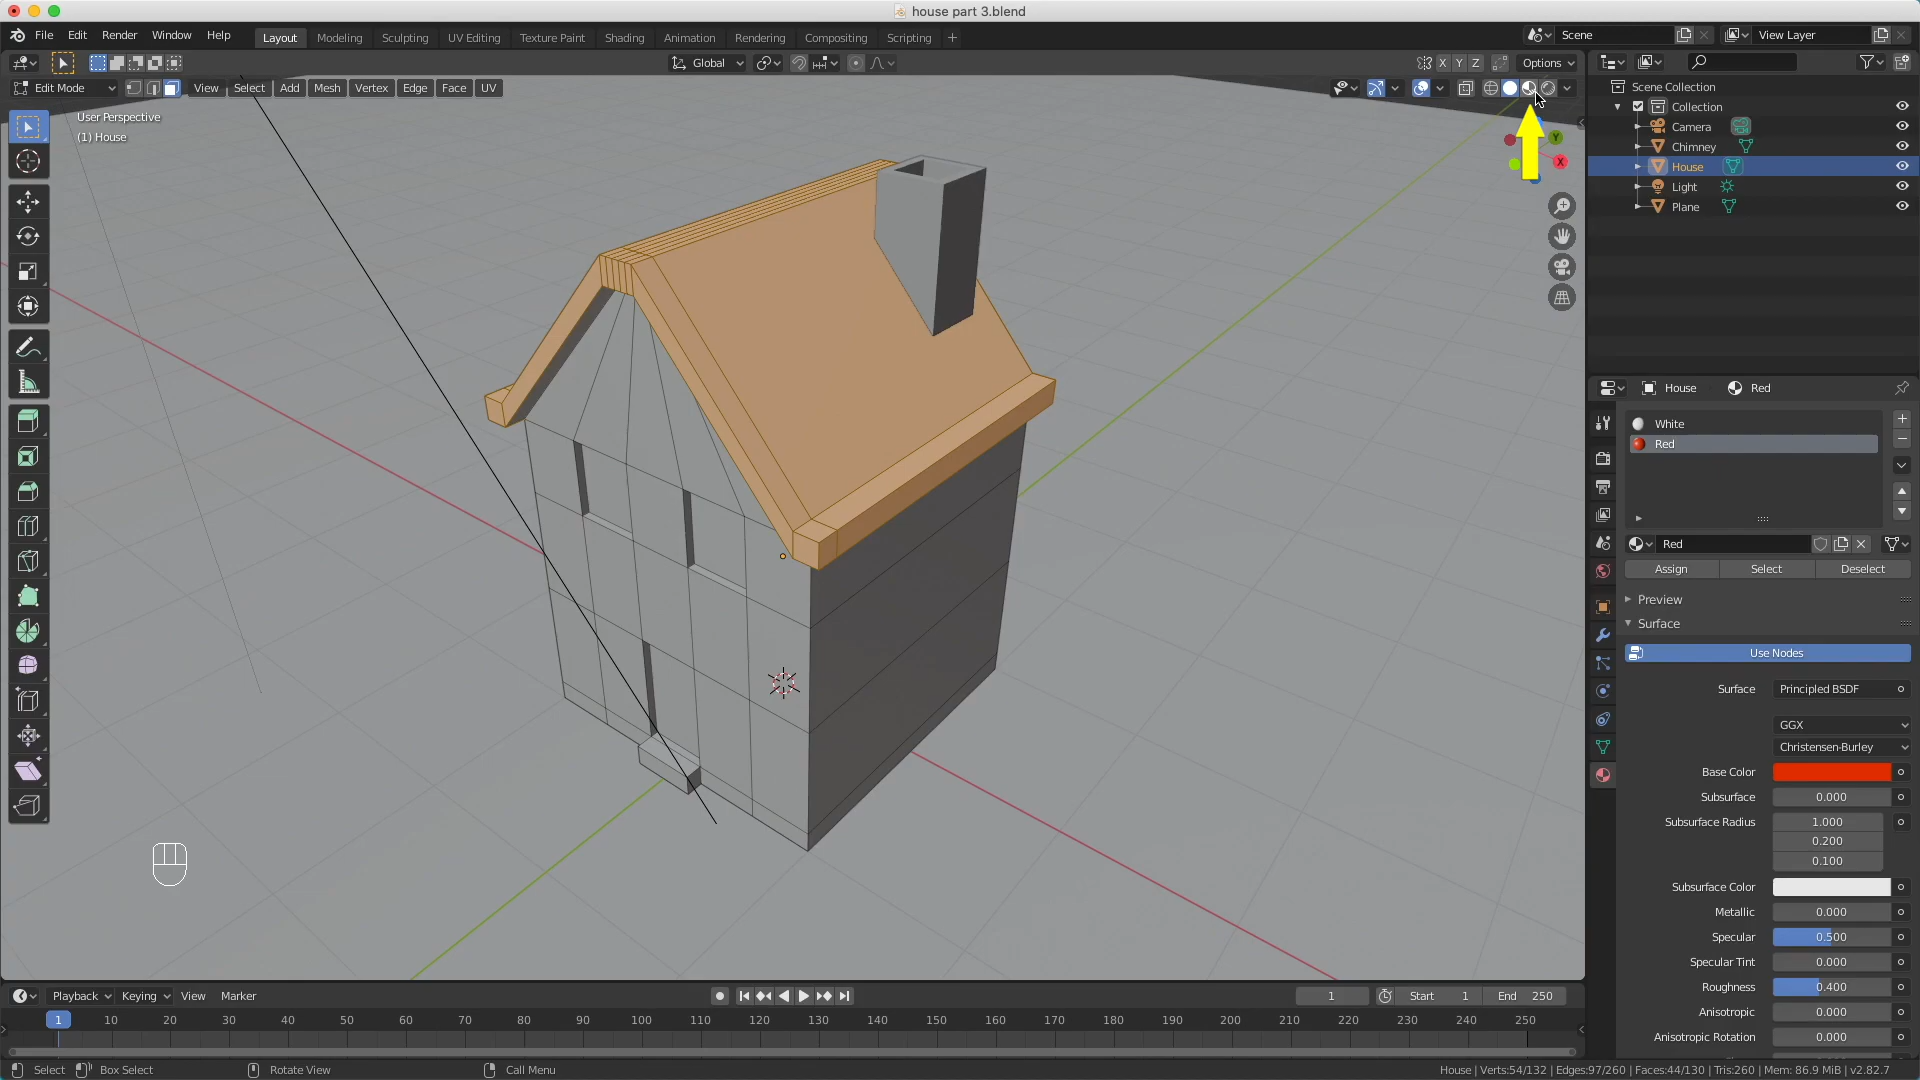 house part 3.blend
File Edit Render Window Help Layout Modeling Sculpting UV Editing Texture Paint Shading Animation Rendering Compositing Scripting + Scene View Layer
Global X Y Z Options
Edit Mode View Select Add Mesh Vertex Edge Face UV
User Perspective
(1) House
Y
X
Scene Collection
Collection
Camera
Chimney
House
Light
Plane
House Red
White
Red
Red
Assign Select Deselect
Preview
Surface
Use Nodes
Surface Principled BSDF
GGX
Christensen-Burley
Base Color
Subsurface 0.000
Subsurface Radius 1.000
0.200
0.100
Subsurface Color
Metallic 0.000
Specular 0.500
Specular Tint 0.000
Roughness 0.400
Anisotropic 0.000
Anisotropic Rotation 0.000
Playback Keying View Marker 1 Start 1 End 250
1 10 20 30 40 50 60 70 80 90 100 110 120 130 140 150 160 170 180 190 200 210 220 230 240 250
Select Box Select Rotate View Call Menu House | Verts:54/132 | Edges:97/260 | Faces:44/130 | Tris:260 | Mem: 86.9 MiB | v2.82.7